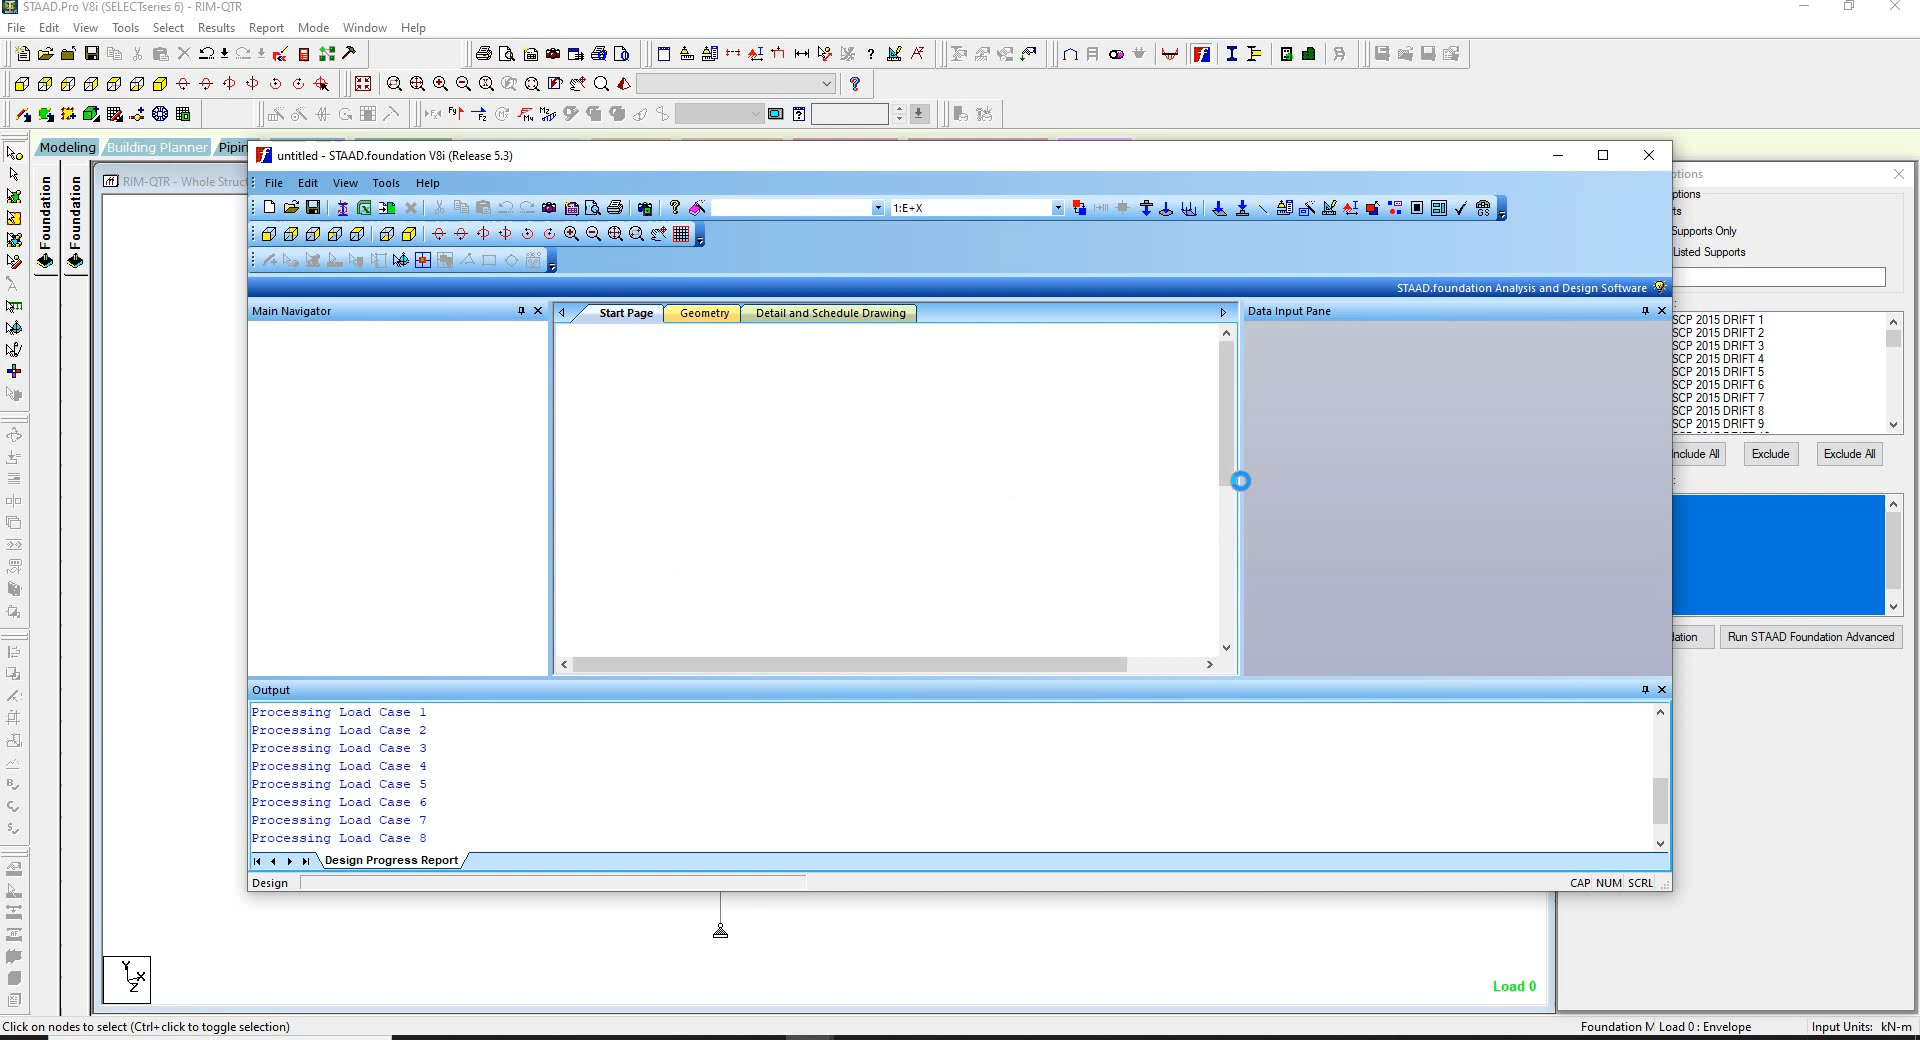 STAAD.Pro V8i (SELECTseries 6) - RIM-QTR
File Edit View Tools Select Results Report Mode Window Help
Modeling Building Planner Pipin
Foundation
Foundation
RIM-QTR - Whole Struct
untitled - STAAD.foundation V8i (Release 5.3)
File Edit View Tools Help
1:E+X
STAAD.foundation Analysis and Design Software
Main Navigator
Start Page Geometry Detail and Schedule Drawing
Data Input Pane
Output
Processing Load Case 1
Processing Load Case 2
Processing Load Case 3
Processing Load Case 4
Processing Load Case 5
Processing Load Case 6
Processing Load Case 7
Processing Load Case 8
Design Progress Report
Design
CAP NUM SCRL
ptions
ptions
ts
Supports Only
Listed Supports
SCP 2015 DRIFT 1
SCP 2015 DRIFT 2
SCP 2015 DRIFT 3
SCP 2015 DRIFT 4
SCP 2015 DRIFT 5
SCP 2015 DRIFT 6
SCP 2015 DRIFT 7
SCP 2015 DRIFT 8
SCP 2015 DRIFT 9
nclude All Exclude Exclude All
lation Run STAAD Foundation Advanced
Y
X
Z
Load 0
Click on nodes to select (Ctrl+click to toggle selection)
Foundation M Load 0 : Envelope Input Units: kN-m